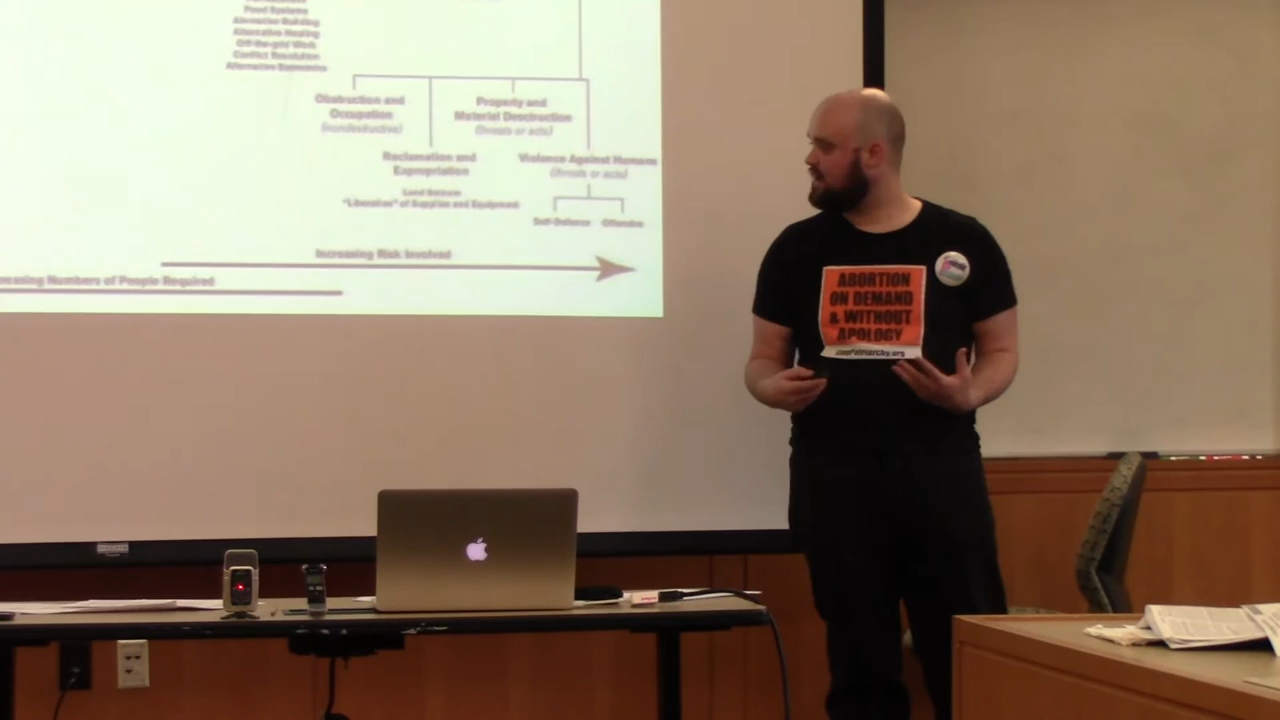 Food Systems
Alternative Building
Alternative Healing
Off-the-grid Work
Conflict Resolution
Alternative Economics
Obstruction and
Occupation
(nondestructive)
Property and
Material Destruction
(threats or acts)
Reclamation and
Expropriation
"Liberation" of Supplies and Equipment
Violence Against Humans
(threats or acts)
Self-Defense
Offensive
Increasing Risk Involved
Numbers of People Required
ABORTION
ON DEMAND
& WITHOUT
APOLOGY
StopPatriarchy.org